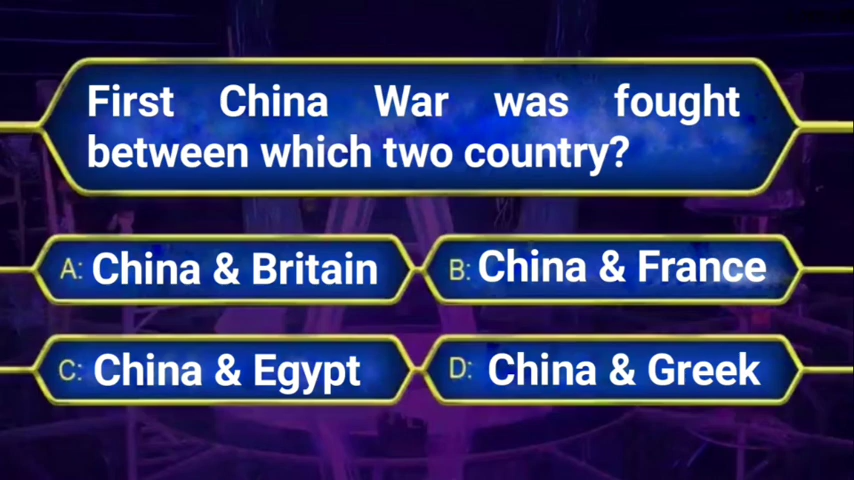 First China War was fought
between which two country?
A: China & Britain
B: China & France
C: China & Egypt
D: China & Greek